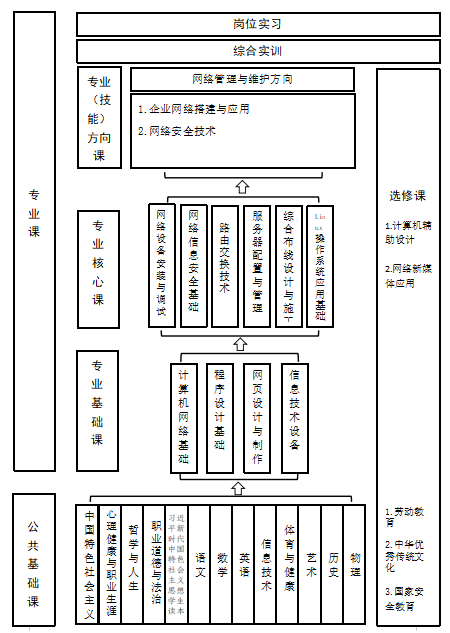 岗位实习
综合实训
专业课
专业（技能）方向课
网络管理与维护方向
1.企业网络搭建与应用
2.网络安全技术
专业核心课
网络设备安装与调试
网络信息安全基础
路由交换技术
服务器配置与管理
综合布线设计与施工
Linux操作系统应用基础
专业基础课
计算机网络基础
程序设计基础
网页设计与制作
信息技术设备
选修课
1.计算机辅
助设计
2.网络新媒
体应用
公共基础课
中国特色社会主义
心理健康与职业生涯
哲学与人生
职业道德与法治
习近平新时代中国特色社会主义思想学生读本
语文
数学
英语
信息技术
体育与健康
艺术
历史
物理
1.劳动教
育
2.中华优
秀传统文
化
3.国家安
全教育